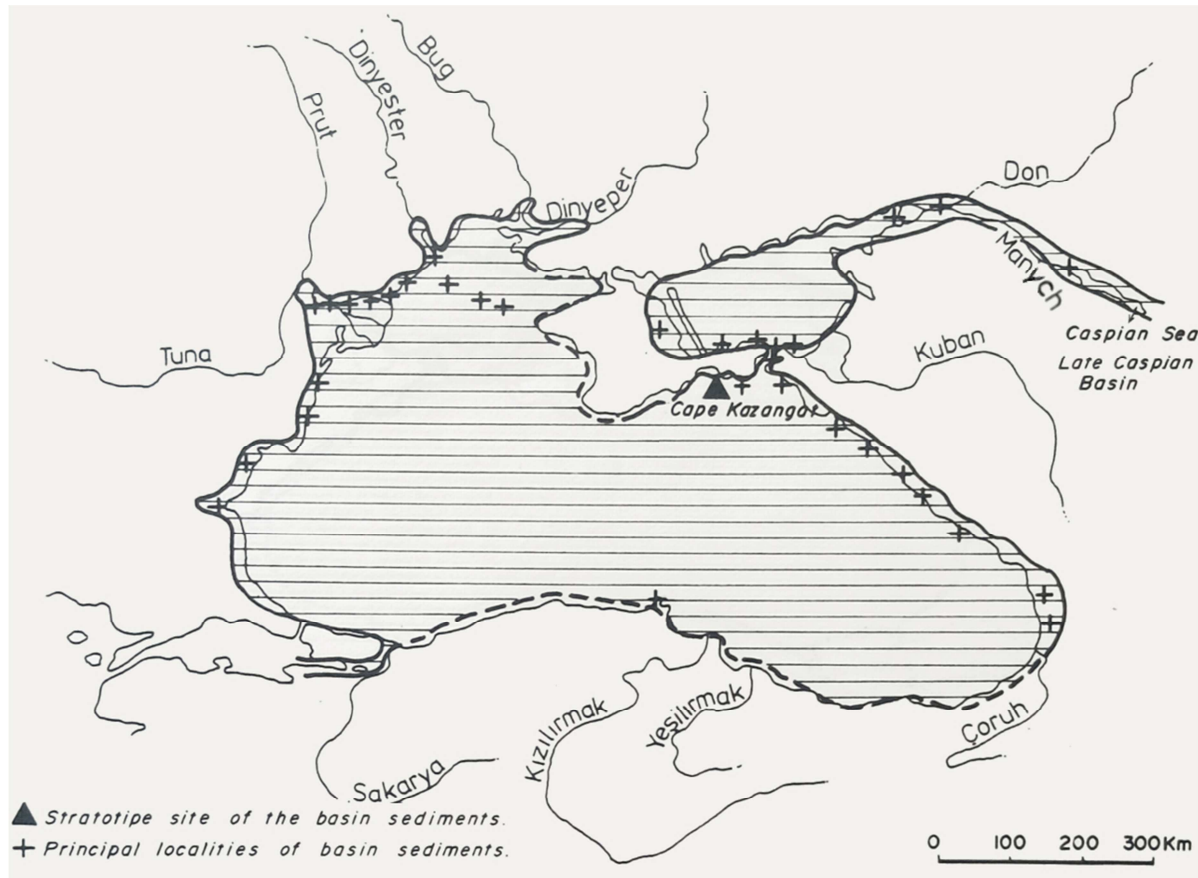 Bug
Dinyester
Prut
Dinyeper
Don
Manych
Caspian Sea
Late Caspian
Basin
Kuban
Tuna
Cape Kazangat
Kızılırmak
Yeşilırmak
Çoruh
Sakarya
Stratotipe site of the basin sediments.
Principal localities of basin sediments.
0 100 200 300Km